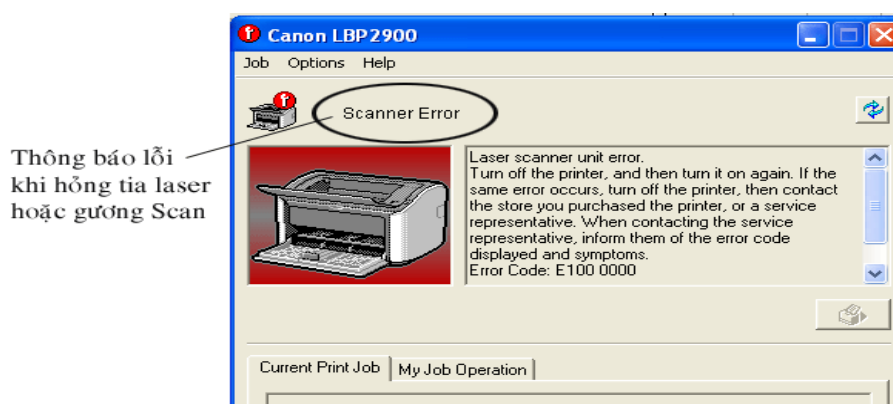 Canon LBP2900
Job Options Help
Scanner Error
Thông báo lỗi
khi hỏng tia laser
hoặc gương Scan
Laser scanner unit error.
Turn off the printer, and then turn it on again. If the
same error occurs, turn off the printer, then contact
the store you purchased the printer, or a service
representative. When contacting the service
representative, inform them of the error code
displayed and symptoms.
Error Code: E100 0000
Current Print Job My Job Operation